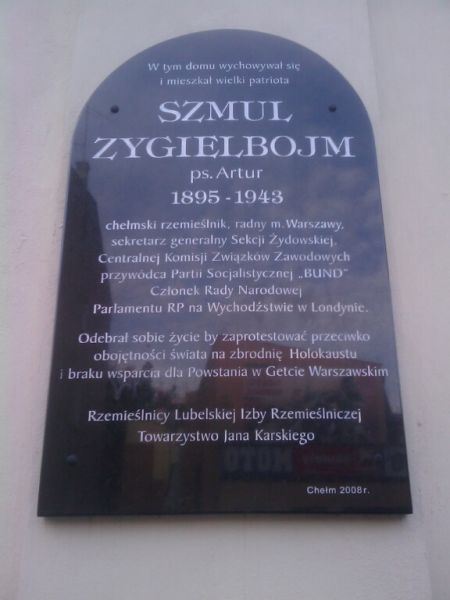 W tym domu wychowywał się
i mieszkał wielki patriota
SZMUL
ZYGIELBOJM
ps. Artur
1895 - 1943
chełmski rzemieślnik, radny m. Warszawy,
sekretarz generalny Sekcji Żydowskiej,
Centralnej Komisji Związków Zawodowych
przywódca Partii Socjalistycznej „BUND”
Członek Rady Narodowej
Parlamentu RP na Wychodźstwie w Londynie.
Odebrał sobie życie by zaprotestować przeciwko
obojętności świata na zbrodnię Holokaustu
i braku wsparcia dla Powstania w Getcie Warszawskim
Rzemieślnicy Lubelskiej Izby Rzemieślniczej
Towarzystwo Jana Karskiego
MOTO
Chełm 2008 r.